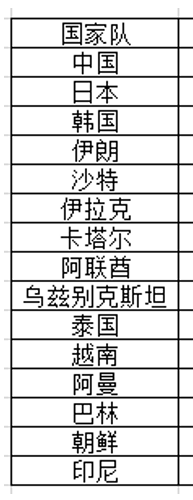 国家队
中国
日本
韩国
伊朗
沙特
伊拉克
卡塔尔
阿联酋
乌兹别克斯坦
泰国
越南
阿曼
巴林
朝鲜
印尼